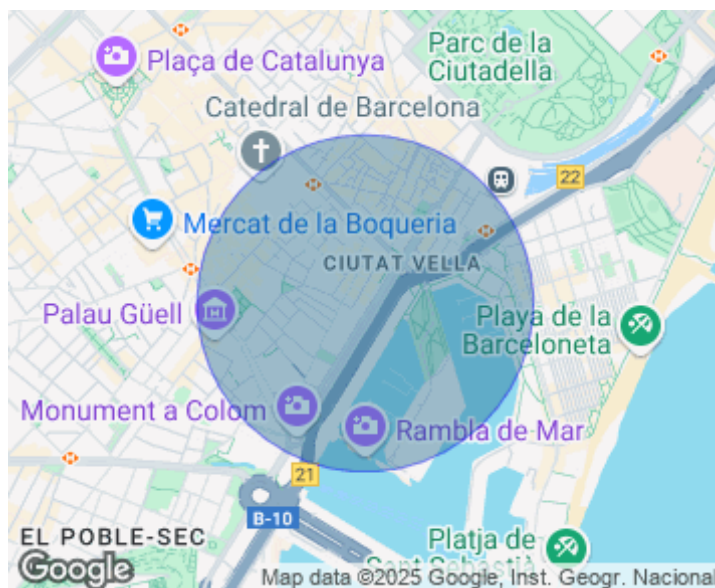 Plaça de Catalunya
Parc de la
Ciutadella
Catedral de Barcelona
22
Mercat de la Boqueria
CIUTAT VELLA
Palau Güell
Playa de la
Barceloneta
Monument a Colom
Rambla de Mar
21
B-10
EL POBLE-SEC
Platja de
Sant Sebastià
Google
Map data ©2025 Google, Inst. Geogr. Nacional